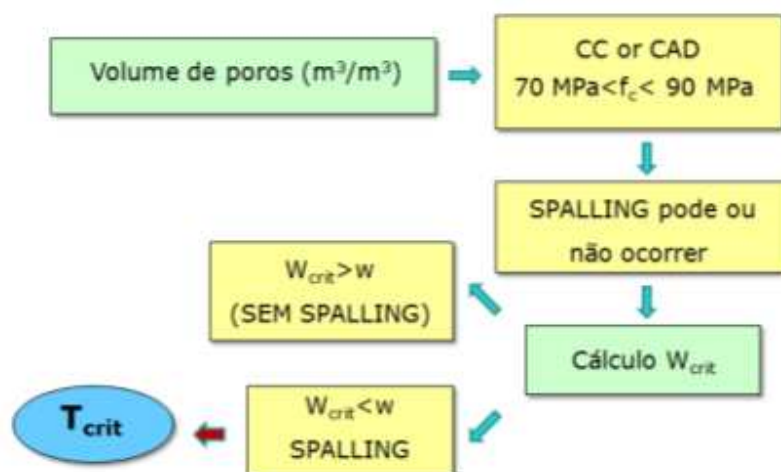 Volume de poros (m³/m³)
CC or CAD
70 MPa<fc< 90 MPa
SPALLING pode ou
não ocorrer
Wcrit>w
(SEM SPALLING)
Cálculo Wcrit
Tcrit
Wcrit<w
SPALLING